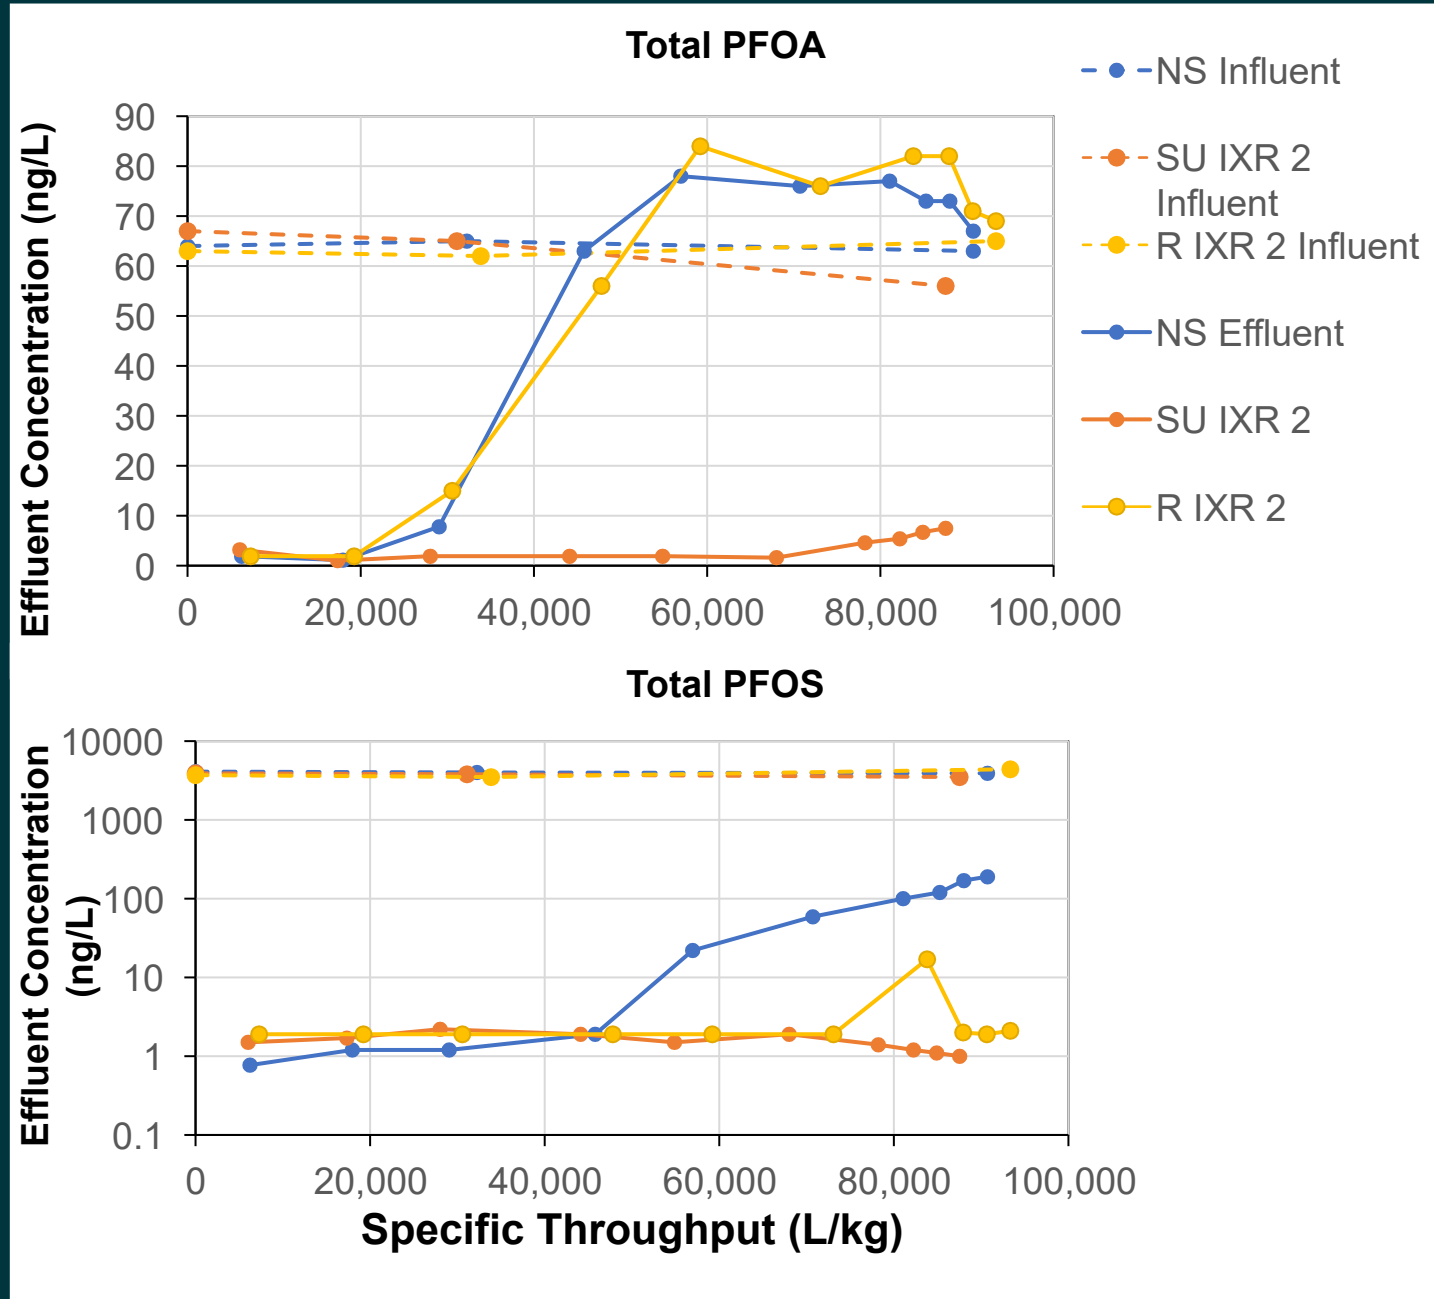 Total PFOA
Effluent Concentration (ng/L)
90
80
70
60
50
40
30
20
10
0
0 20,000 40,000 60,000 80,000 100,000
NS Influent
SU IXR 2
Influent
R IXR 2 Influent
NS Effluent
SU IXR 2
R IXR 2
Total PFOS
Effluent Concentration
(ng/L)
10000
1000
100
10
1
0.1
0 20,000 40,000 60,000 80,000 100,000
Specific Throughput (L/kg)